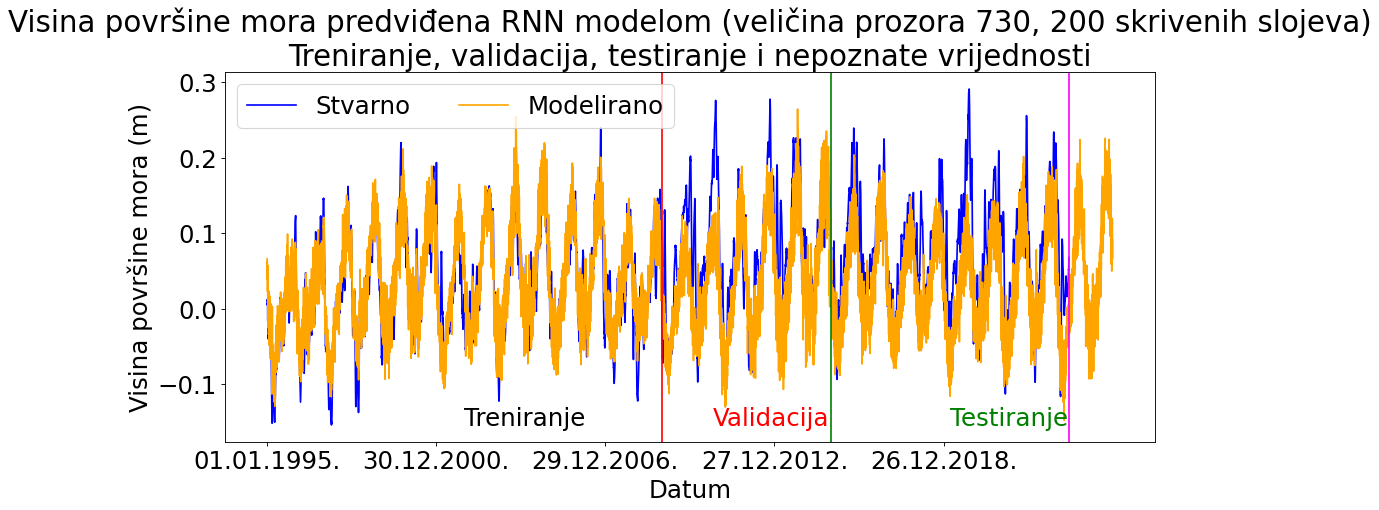 Visina površine mora predviđena RNN modelom (veličina prozora 730, 200 skrivenih slojeva)
Treniranje, validacija, testiranje i nepoznate vrijednosti
Stvarno Modelirano
Visina površine mora (m)
0.3
0.2
0.1
0.0
−0.1
Treniranje Validacija Testiranje
01.01.1995. 30.12.2000. 29.12.2006. 27.12.2012. 26.12.2018.
Datum